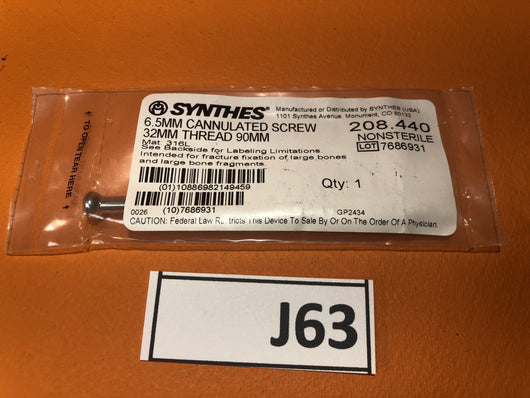 SYNTHES®
Manufactured or Distributed by SYNTHES (USA)
1101 Synthes Avenue, Monument, CO 80132
6.5MM CANNULATED SCREW
32MM THREAD 90MM
208.440
NONSTERILE
LOT 7686931
Mat: 316L
See Backside for Labeling Limitations.
Intended for fracture fixation of large bones
and large bone fragments.
(01)10886982149459
Qty: 1
0026
(10)7686931
GP2434
CAUTION: Federal Law Restricts This Device To Sale By or On The Order Of A Physician.
TO OPEN TEAR HERE
J63